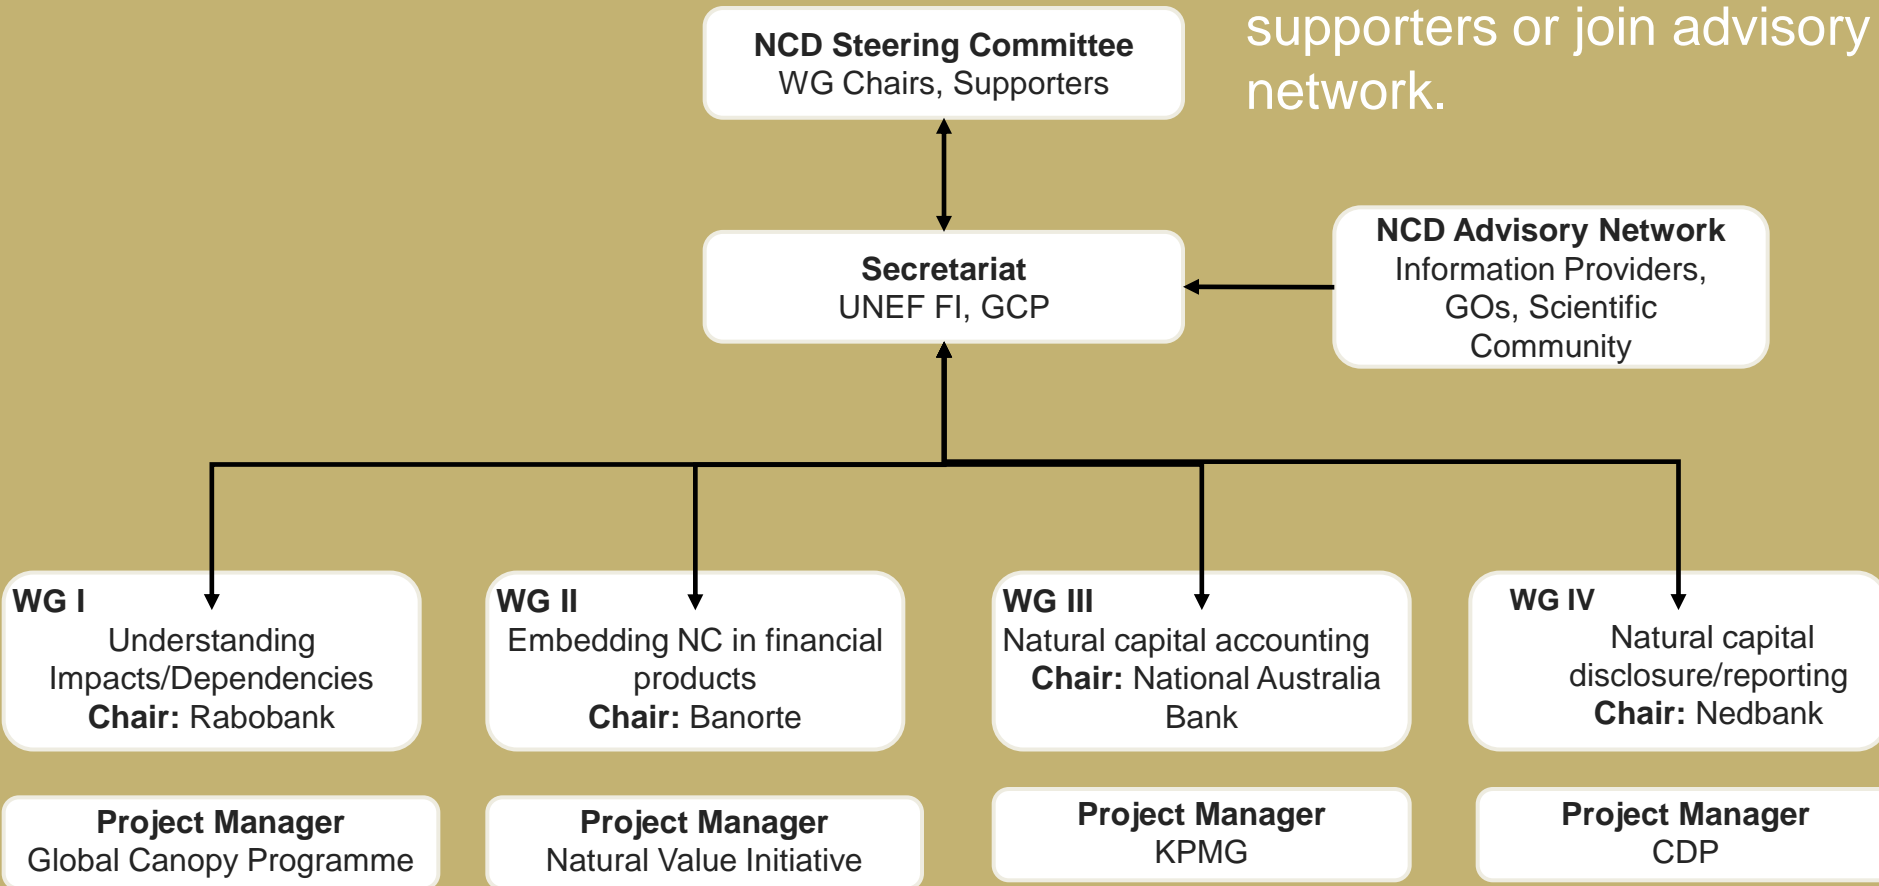 supporters or join advisory
network.
NCD Steering Committee
WG Chairs, Supporters
Secretariat
UNEF FI, GCP
NCD Advisory Network
Information Providers,
GOs, Scientific
Community
WG I
Understanding
Impacts/Dependencies
Chair: Rabobank
WG II
Embedding NC in financial
products
Chair: Banorte
WG III
Natural capital accounting
Chair: National Australia
Bank
WG IV
Natural capital
disclosure/reporting
Chair: Nedbank
Project Manager
Global Canopy Programme
Project Manager
Natural Value Initiative
Project Manager
KPMG
Project Manager
CDP